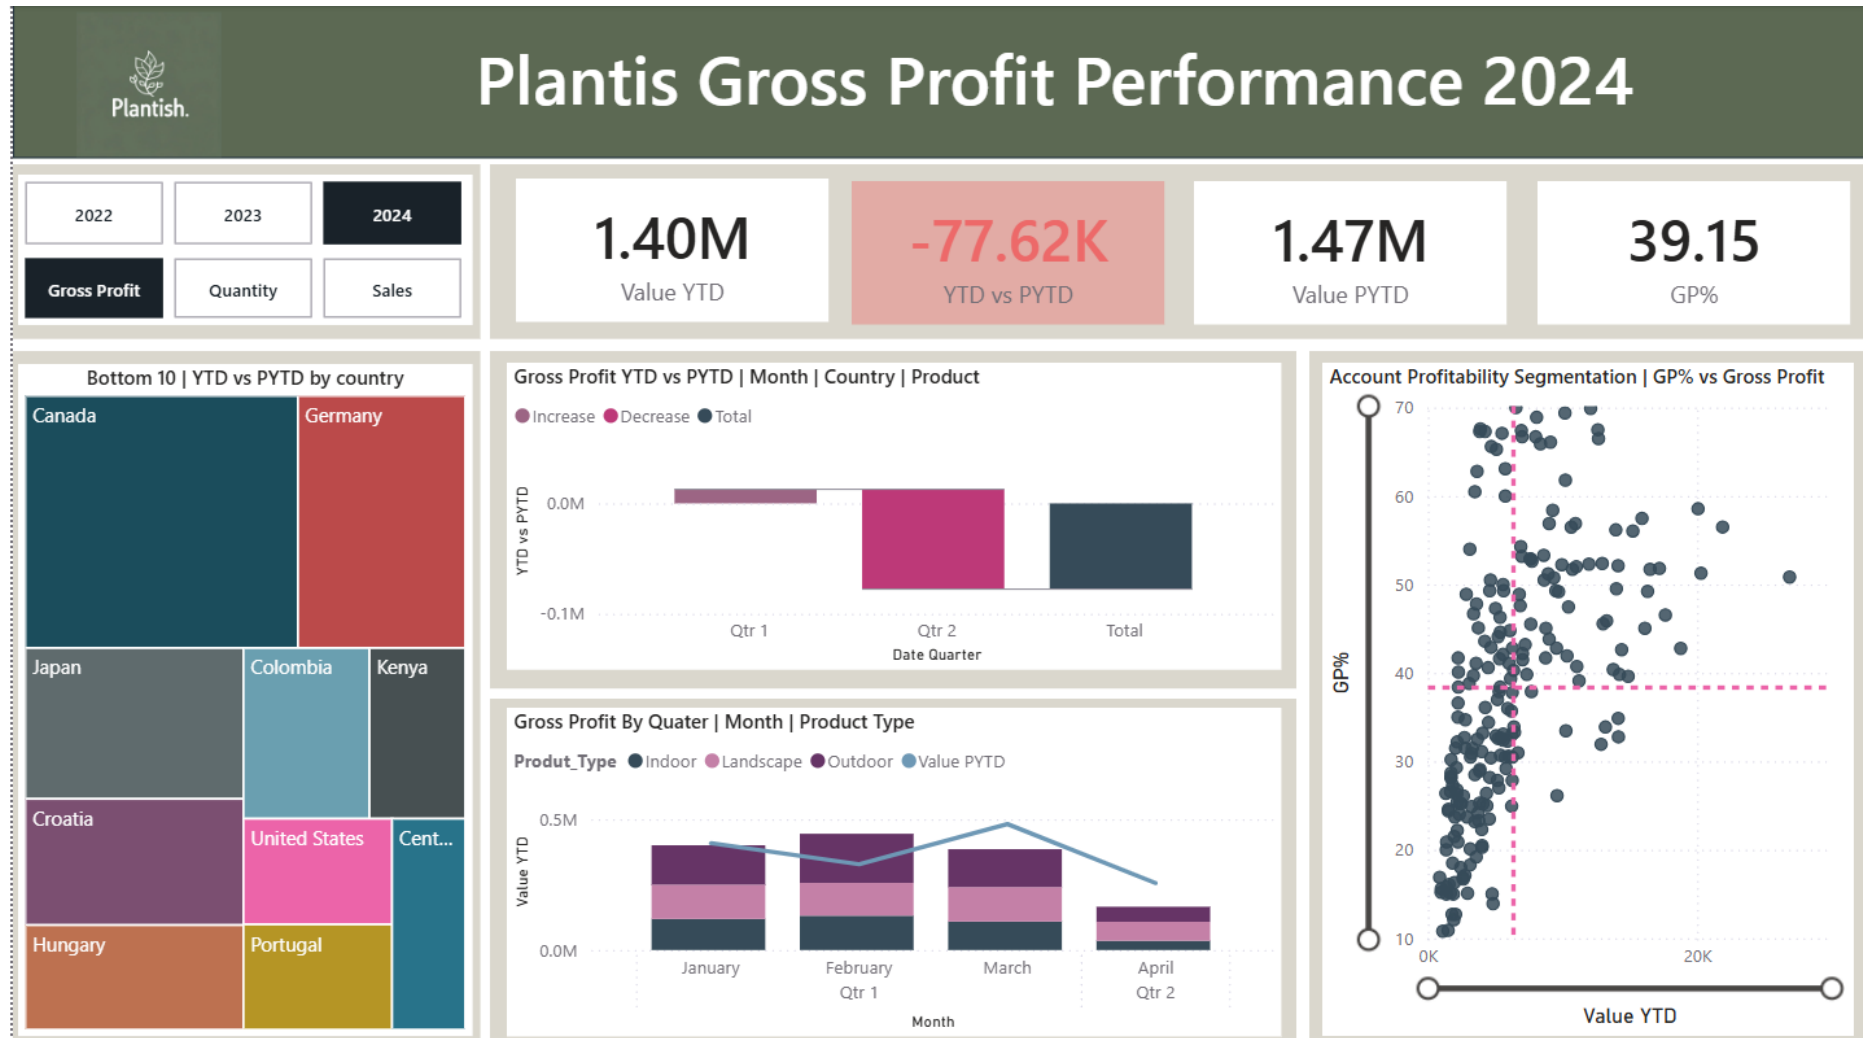 Plantish.
Plantis Gross Profit Performance 2024
2022
2023
2024
Gross Profit
Quantity
Sales
1.40M
Value YTD
-77.62K
YTD vs PYTD
1.47M
Value PYTD
39.15
GP%
Bottom 10 | YTD vs PYTD by country
Canada
Germany
Japan
Colombia
Kenya
Croatia
United States
Cent...
Hungary
Portugal
Gross Profit YTD vs PYTD | Month | Country | Product
Increase Decrease Total
YTD vs PYTD
0.0M
-0.1M
Qtr 1
Qtr 2
Total
Date Quarter
Gross Profit By Quater | Month | Product Type
Produt_Type Indoor Landscape Outdoor Value PYTD
Value YTD
0.5M
0.0M
January
February
March
April
Qtr 1
Qtr 2
Month
Account Profitability Segmentation | GP% vs Gross Profit
GP%
70
60
50
40
30
20
10
0K
20K
Value YTD